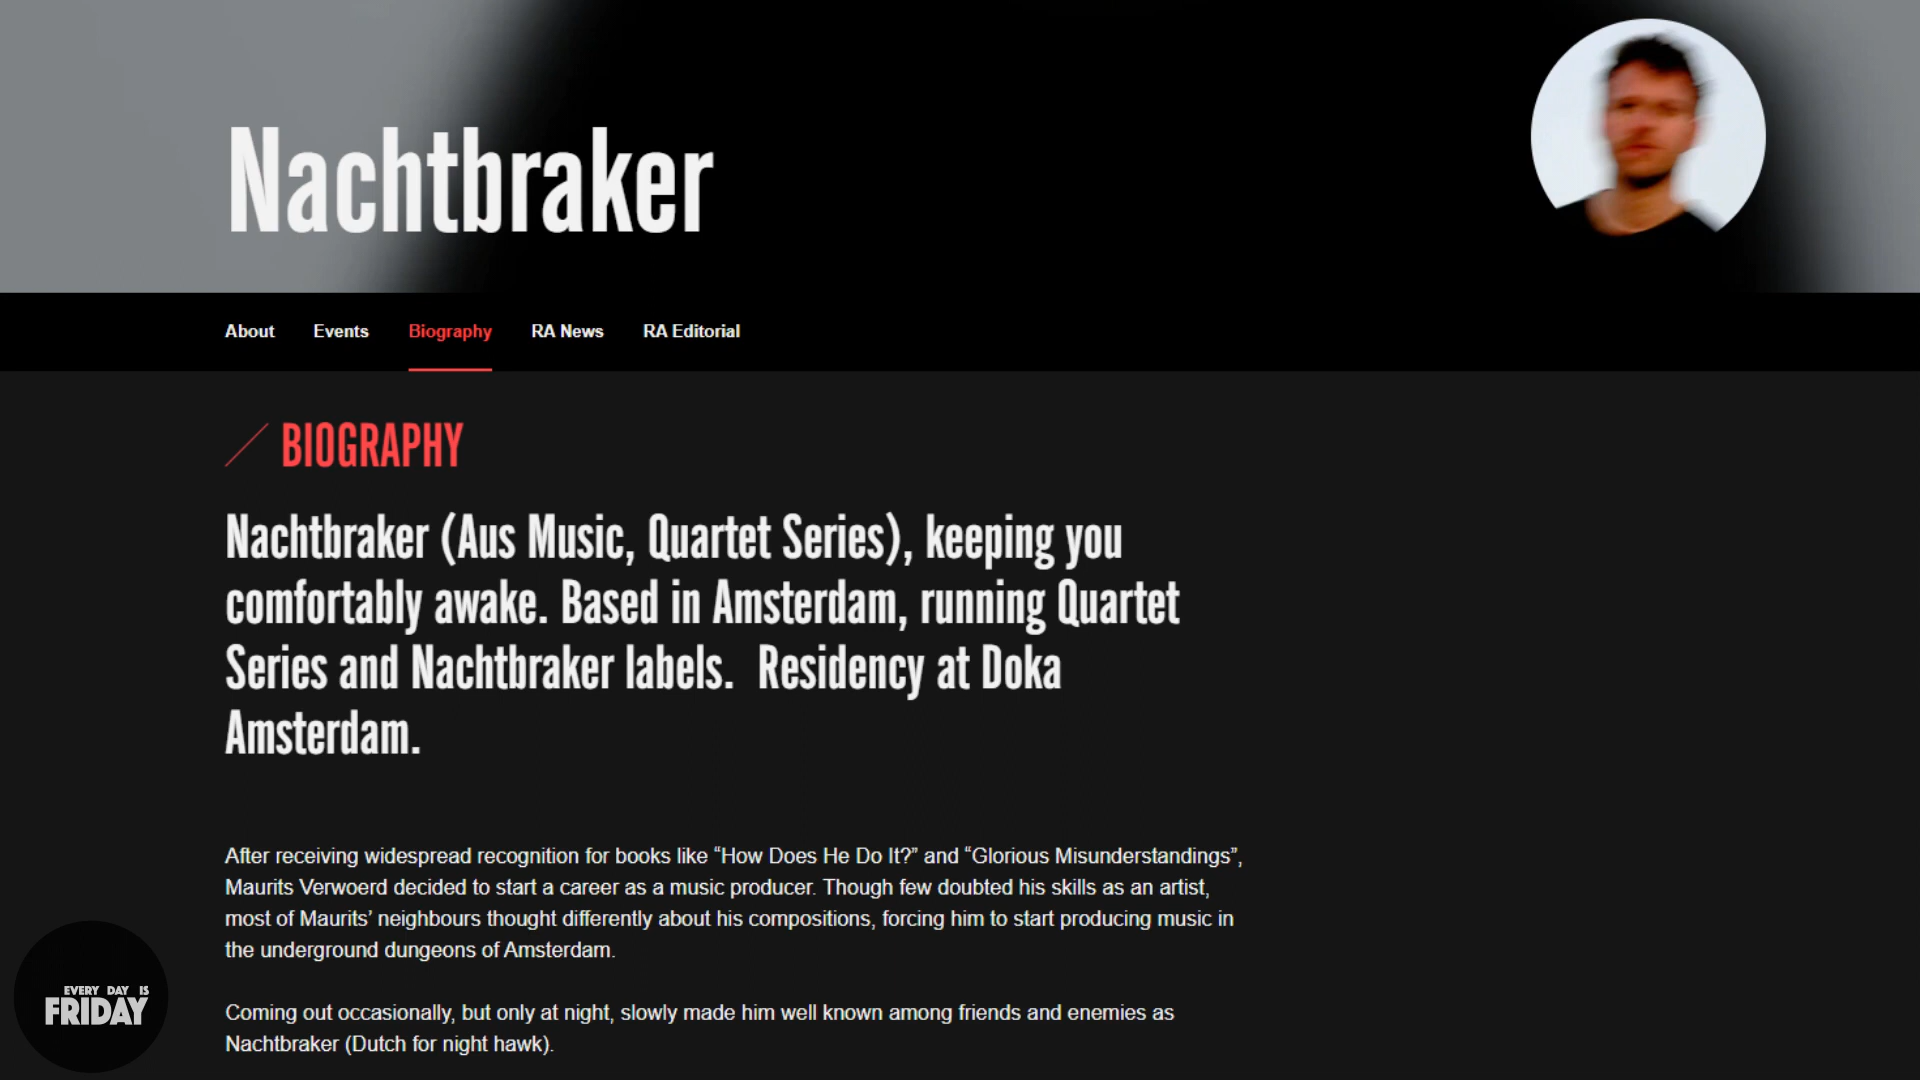 Nachtbraker
About Events Biography RA News RA Editorial
BIOGRAPHY
Nachtbraker (Aus Music, Quartet Series), keeping you
comfortably awake. Based in Amsterdam, running Quartet
Series and Nachtbraker labels.  Residency at Doka
Amsterdam.
After receiving widespread recognition for books like “How Does He Do It?” and “Glorious Misunderstandings”,
Maurits Verwoerd decided to start a career as a music producer. Though few doubted his skills as an artist,
most of Maurits’ neighbours thought differently about his compositions, forcing him to start producing music in
the underground dungeons of Amsterdam.
Coming out occasionally, but only at night, slowly made him well known among friends and enemies as
Nachtbraker (Dutch for night hawk).
EVERY DAY IS
FRIDAY